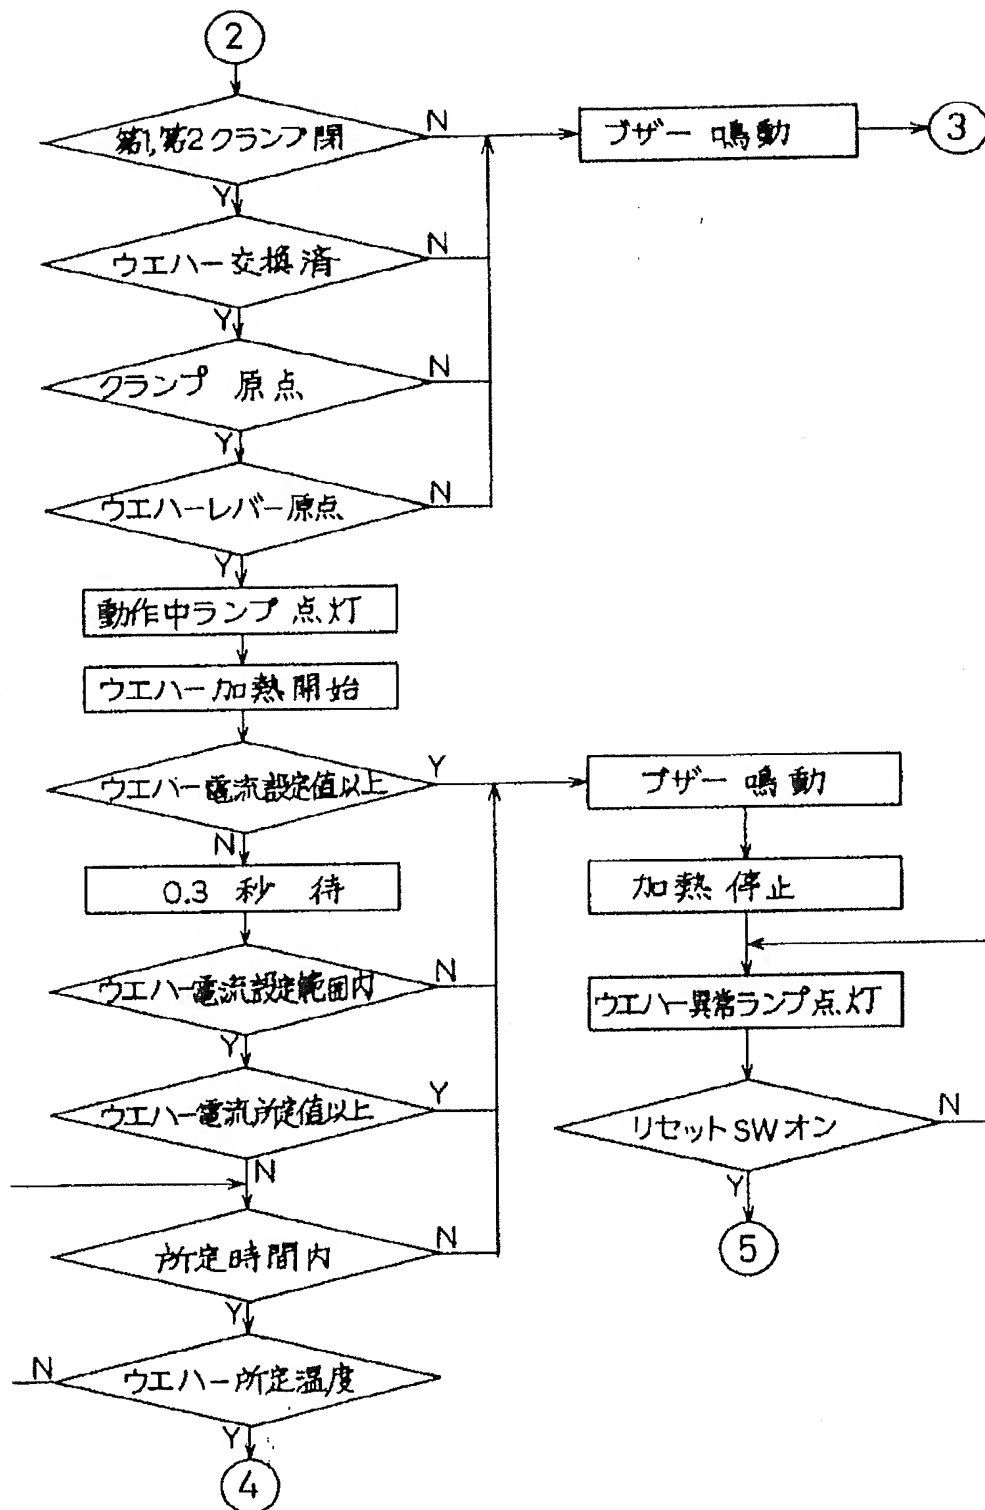 2
第1,第2クランプ閉
N
ブザー 鳴動
3
Y
ウエハー交換済
N
Y
クランプ 原点
N
Y
ウエハーレバー原点
N
Y
動作中ランプ 点灯
ウエハー加熱開始
ウエハー電流設定値以上
Y
ブザー 鳴動
N
0.3 秒 待
加熱停止
ウエハー電流設定範囲内
N
ウエハー異常ランプ点灯
Y
ウエハー電流所定値以上
Y
リセットSWオン
N
N
Y
所定時間内
N
5
Y
N
ウエハー所定温度
Y
4